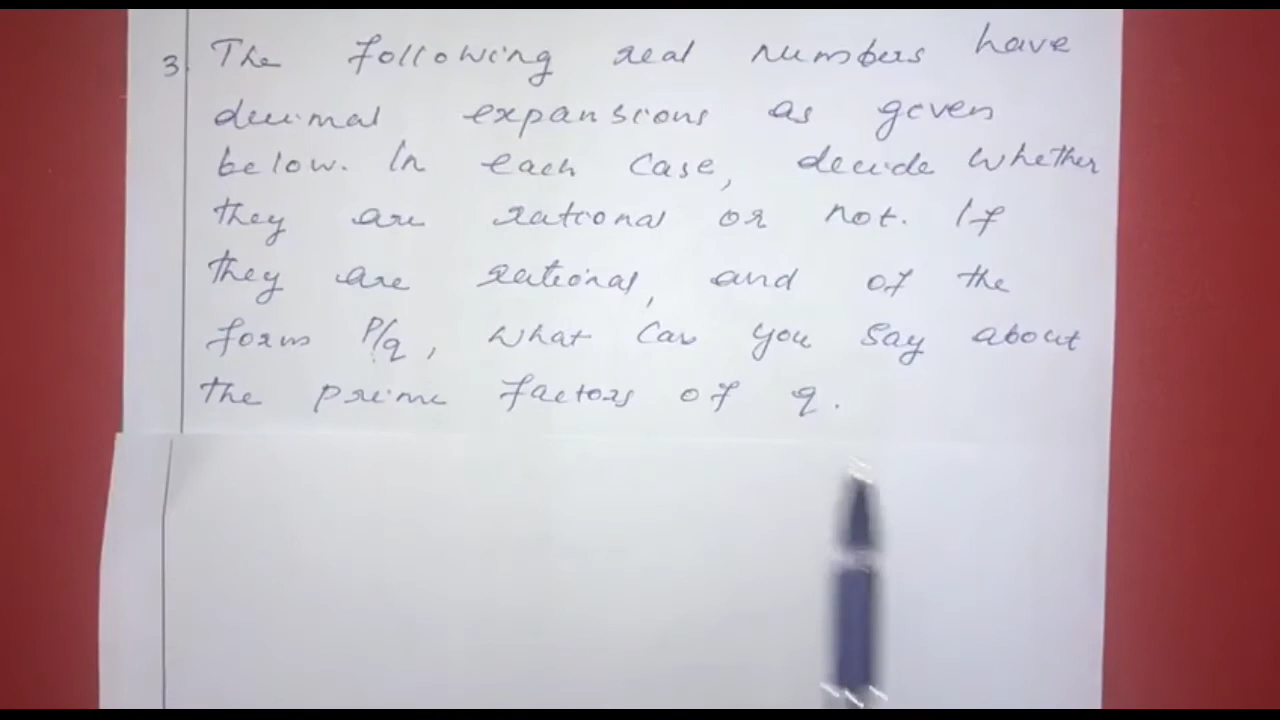 3. The following real numbers have
decimal expansions as given
below. In each case, decide whether
they are rational or not. If
they are rational, and of the
form P/q, what can you say about
the prime factors of q.